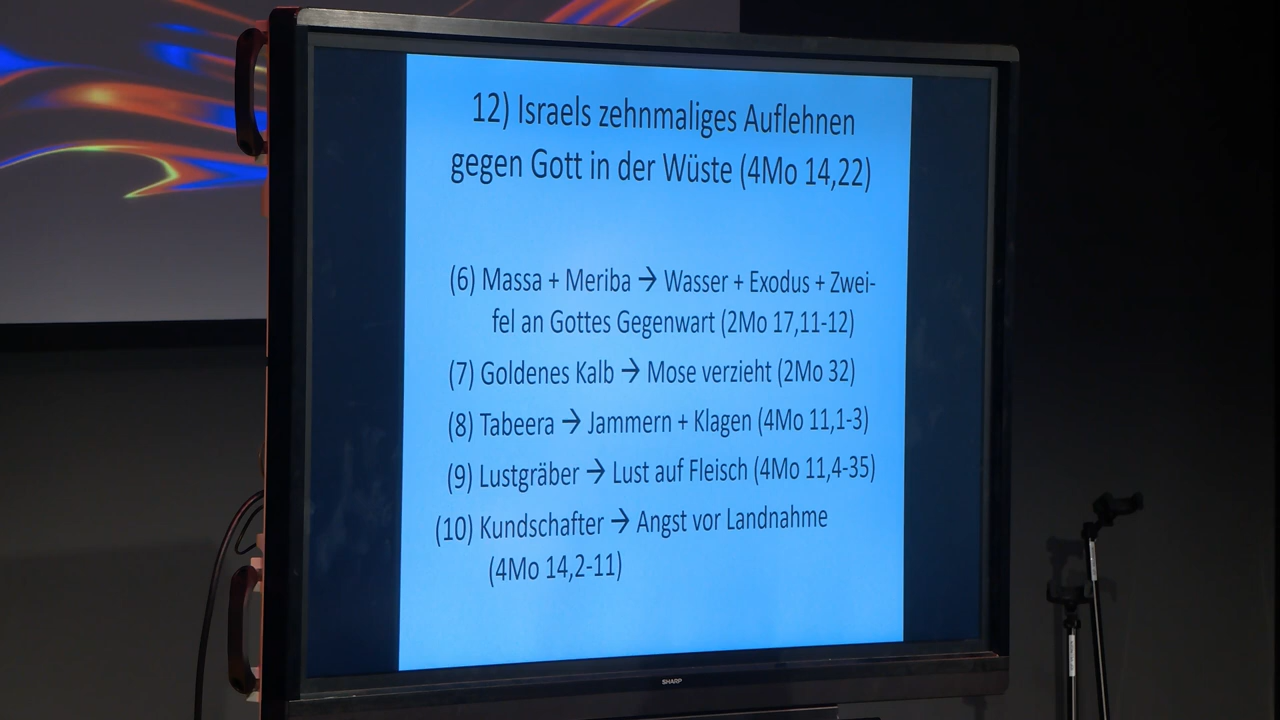 12) Israels zehnmaliges Auflehnen
gegen Gott in der Wüste (4Mo 14,22)
(6) Massa + Meriba → Wasser + Exodus + Zwei-
fel an Gottes Gegenwart (2Mo 17,11-12)
(7) Goldenes Kalb → Mose verzieht (2Mo 32)
(8) Tabeera → Jammern + Klagen (4Mo 11,1-3)
(9) Lustgräber → Lust auf Fleisch (4Mo 11,4-35)
(10) Kundschafter → Angst vor Landnahme
(4Mo 14,2-11)
SHARP